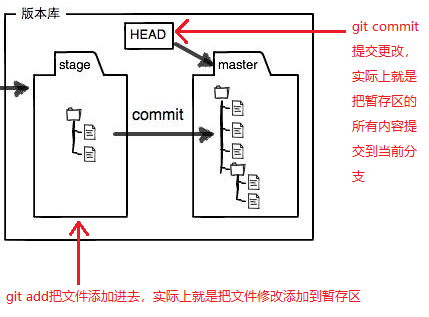 版本库
HEAD
stage
master
commit
git commit
提交更改，
实际上就是
把暂存区的
所有内容提
交到当前分
支
git add把文件添加进去，实际上就是把文件修改添加到暂存区